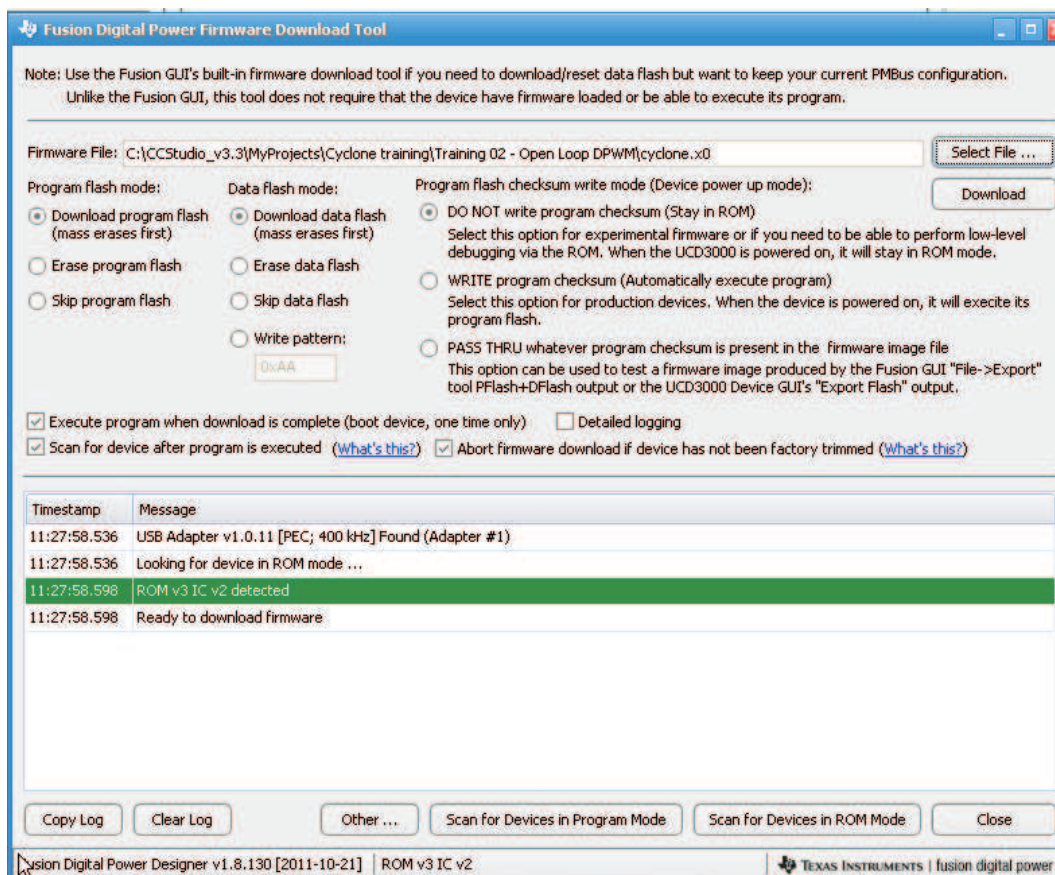 Fusion Digital Power Firmware Download Tool
Note: Use the Fusion GUI's built-in firmware download tool if you need to download/reset data flash but want to keep your current PMBus configuration.
Unlike the Fusion GUI, this tool does not require that the device have firmware loaded or be able to execute its program.
Firmware File: C:\CCStudio_v3.3\MyProjects\Cyclone training\Training 02 - Open Loop DPWM\cyclone.x0
Select File ...
Download
Program flash mode:
Download program flash
(mass erases first)
Erase program flash
Skip program flash
Data flash mode:
Download data flash
(mass erases first)
Erase data flash
Skip data flash
Write pattern:
0xAA
Program flash checksum write mode (Device power up mode):
DO NOT write program checksum (Stay in ROM)
Select this option for experimental firmware or if you need to be able to perform low-level
debugging via the ROM. When the UCD3000 is powered on, it will stay in ROM mode.
WRITE program checksum (Automatically execute program)
Select this option for production devices. When the device is powered on, it will execite its
program flash.
PASS THRU whatever program checksum is present in the firmware image file
This option can be used to test a firmware image produced by the Fusion GUI "File->Export"
tool PFlash+DFlash output or the UCD3000 Device GUI's "Export Flash" output.
Execute program when download is complete (boot device, one time only) Detailed logging
Scan for device after program is executed (What's this?) Abort firmware download if device has not been factory trimmed (What's this?)
Timestamp Message
11:27:58.536 USB Adapter v1.0.11 [PEC; 400 kHz] Found (Adapter #1)
11:27:58.536 Looking for device in ROM mode ...
11:27:58.598 ROM v3 IC v2 detected
11:27:58.598 Ready to download firmware
Copy Log Clear Log Other ... Scan for Devices in Program Mode Scan for Devices in ROM Mode Close
Fusion Digital Power Designer v1.8.130 [2011-10-21] ROM v3 IC v2 TEXAS INSTRUMENTS | fusion digital power